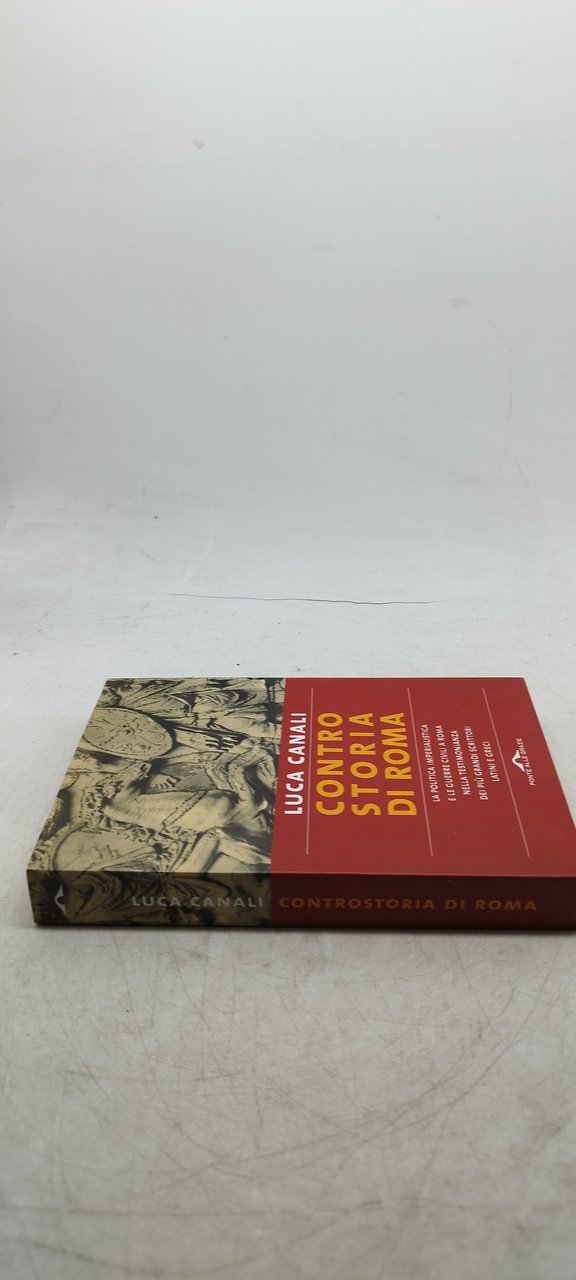 LUCA CANALI
CONTRO
STORIA
DI ROMA
LA POLITICA IMPERIALISTICA
E LE GUERRE CIVILI A ROMA
NELLA TESTIMONIANZA
DEI PIÙ GRANDI SCRITTORI
LATINI E GRECI
PONTE ALLE GRAZIE
LUCA CANALI CONTROSTORIA DI ROMA